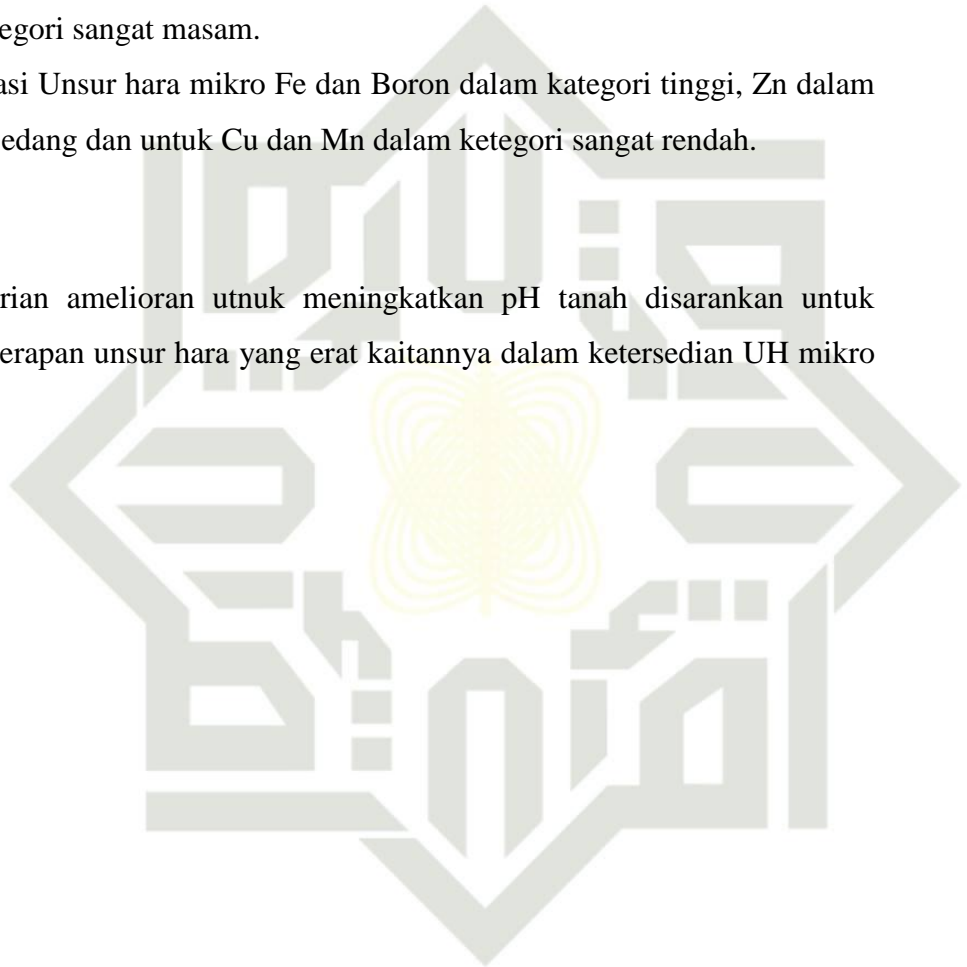 egori sangat masam.
asi Unsur hara mikro Fe dan Boron dalam kategori tinggi, Zn dalam
edang dan untuk Cu dan Mn dalam ketegori sangat rendah.
rian amelioran utnuk meningkatkan pH tanah disarankan untuk
erapan unsur hara yang erat kaitannya dalam ketersedian UH mikro